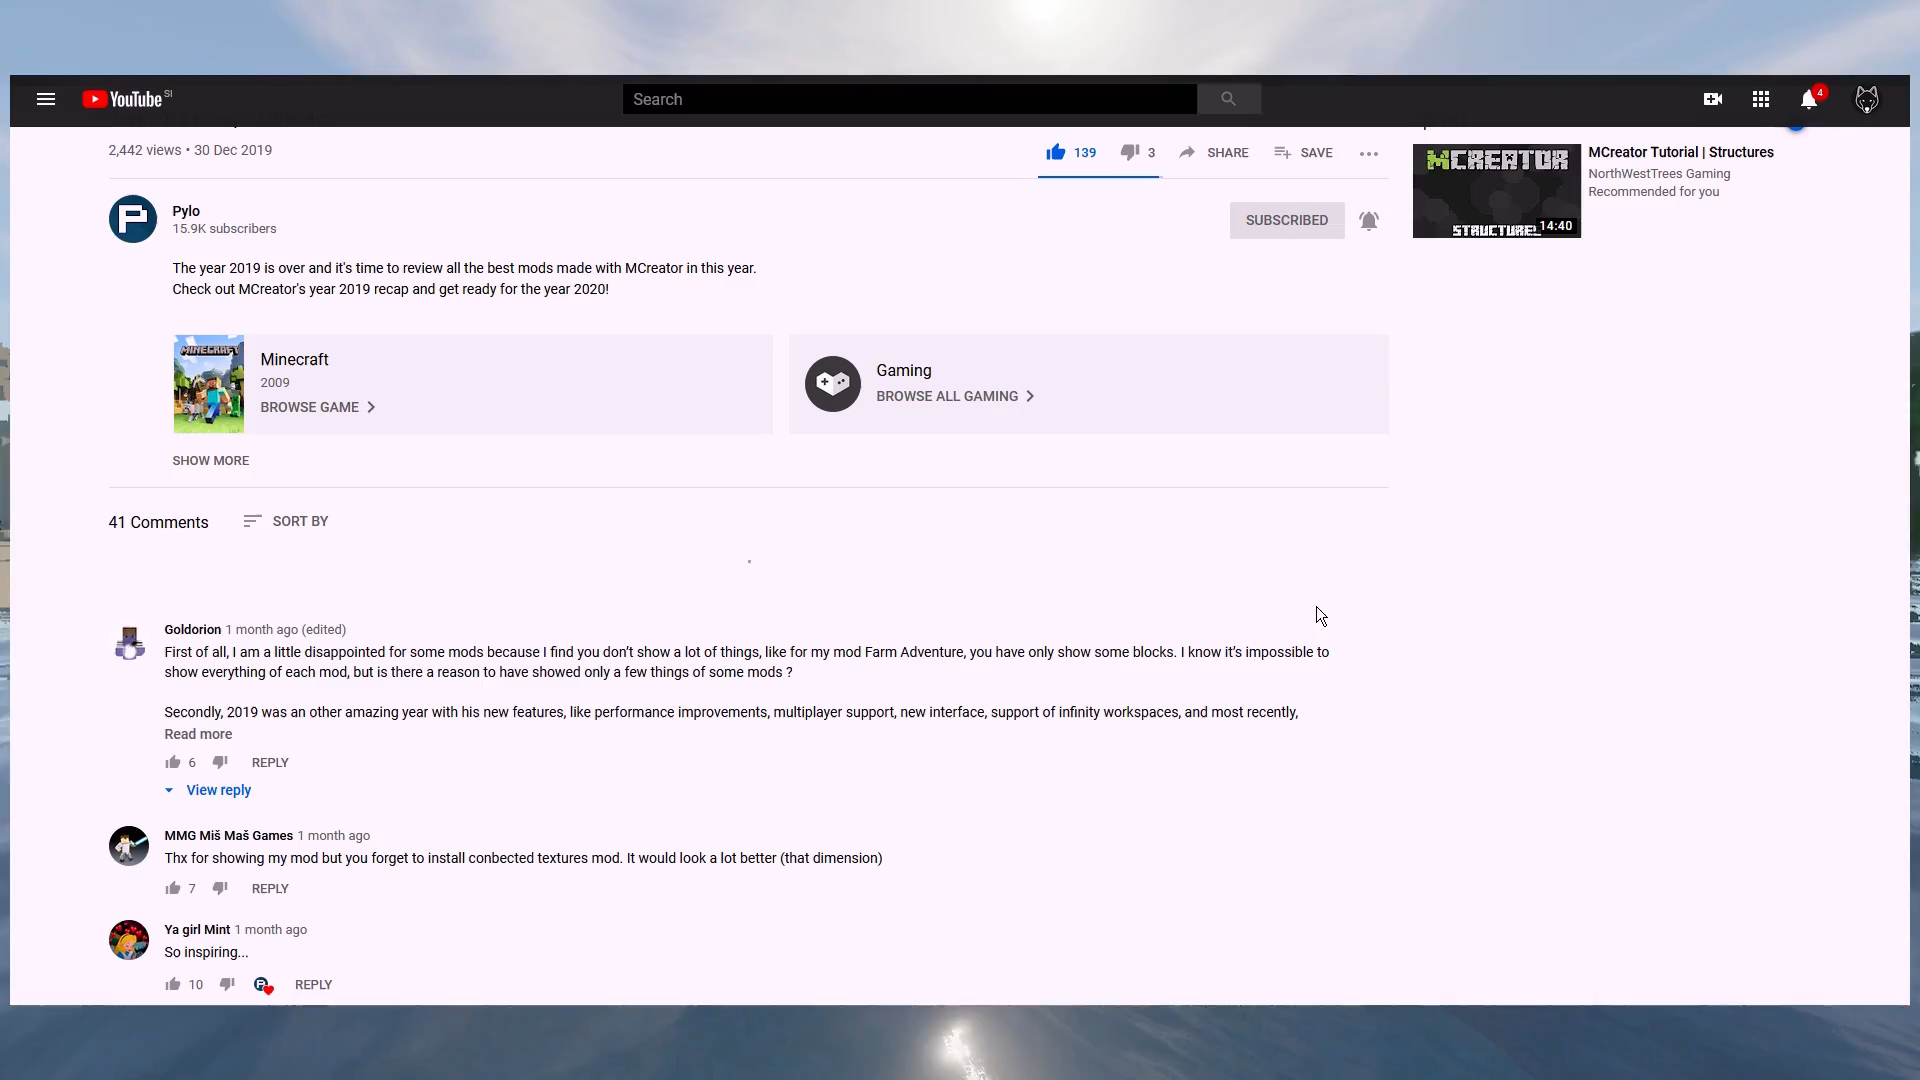 YouTube SI
Search
4
2,442 views • 30 Dec 2019
139
3
SHARE
SAVE
Pylo
15.9K subscribers
SUBSCRIBED
The year 2019 is over and it's time to review all the best mods made with MCreator in this year.
Check out MCreator's year 2019 recap and get ready for the year 2020!
MINECRAFT
Minecraft
2009
BROWSE GAME
Gaming
BROWSE ALL GAMING
SHOW MORE
41 Comments
SORT BY
Goldorion 1 month ago (edited)
First of all, I am a little disappointed for some mods because I find you don't show a lot of things, like for my mod Farm Adventure, you have only show some blocks. I know it's impossible to
show everything of each mod, but is there a reason to have showed only a few things of some mods ?
Secondly, 2019 was an other amazing year with his new features, like performance improvements, multiplayer support, new interface, support of infinity workspaces, and most recently,
Read more
6
REPLY
View reply
MMG Miš Maš Games 1 month ago
Thx for showing my mod but you forget to install conbected textures mod. It would look a lot better (that dimension)
7
REPLY
Ya girl Mint 1 month ago
So inspiring...
10
REPLY
MCREATOR
STRUCTURE
14:40
MCreator Tutorial | Structures
NorthWestTrees Gaming
Recommended for you